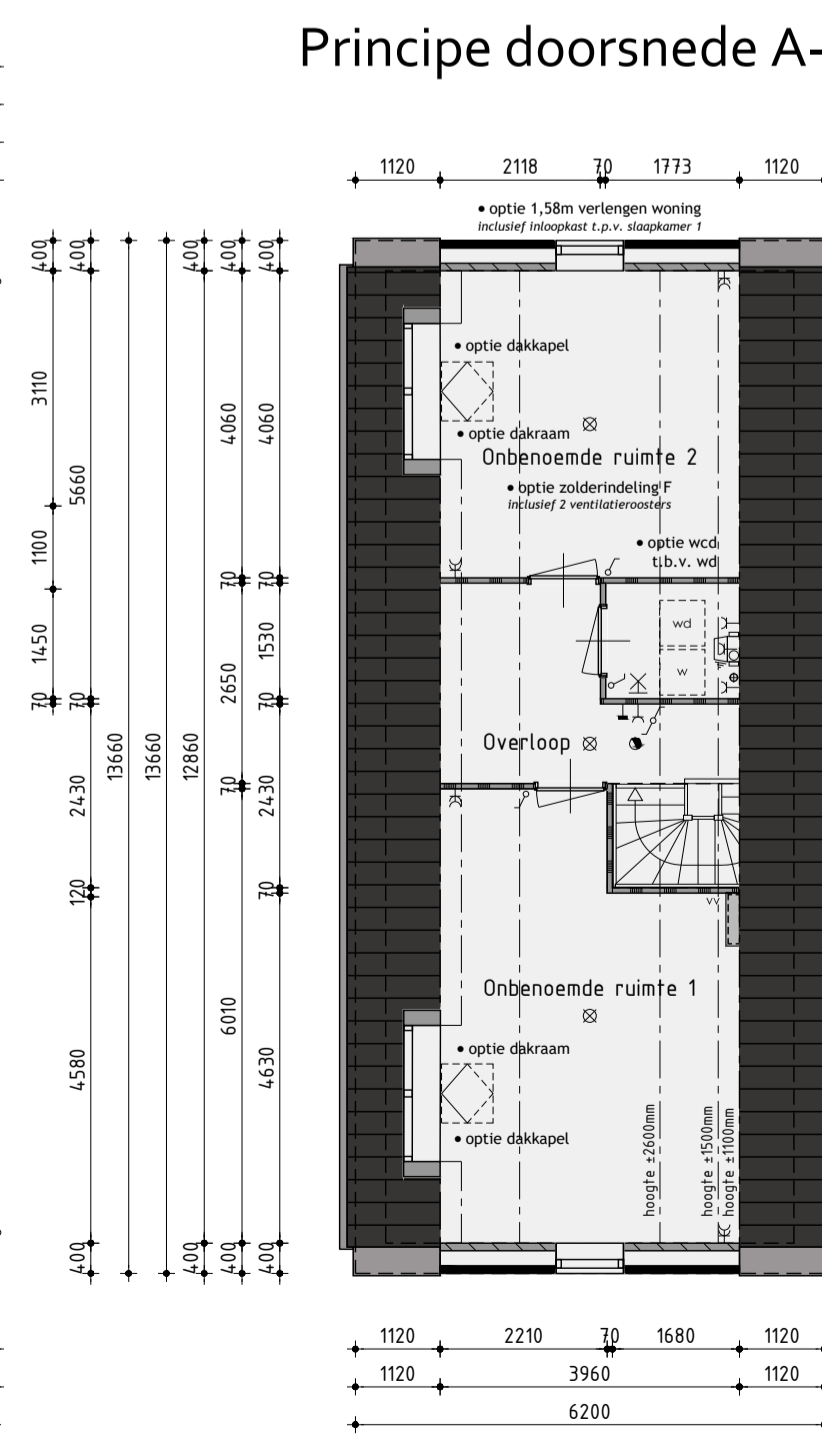 Principe doorsnede A-
1120 2118 70 1773 1120
• optie 1,58m verlengen woning
inclusief inloopkast t.p.v. slaapkamer 1
400 400 400 400 400
3110
5660
4060 4060
1100
1450
70 70
70 70
2650 1530
70
13660 13660 12860
2430
70
2430
120
70
4580
6010
4630
400 400 400 400
• optie dakkapel
• optie dakraam
Onbenoemde ruimte 2
• optie zolderindeling F
inclusief 2 ventilatieroosters
• optie wcd
t.b.v. wd
wd
w
Overloop
vv
Onbenoemde ruimte 1
• optie dakraam
• optie dakkapel
hoogte ±2600mm
hoogte ±1500mm
hoogte ±1100mm
1120 2210 70 1680 1120
1120 3960 1120
6200